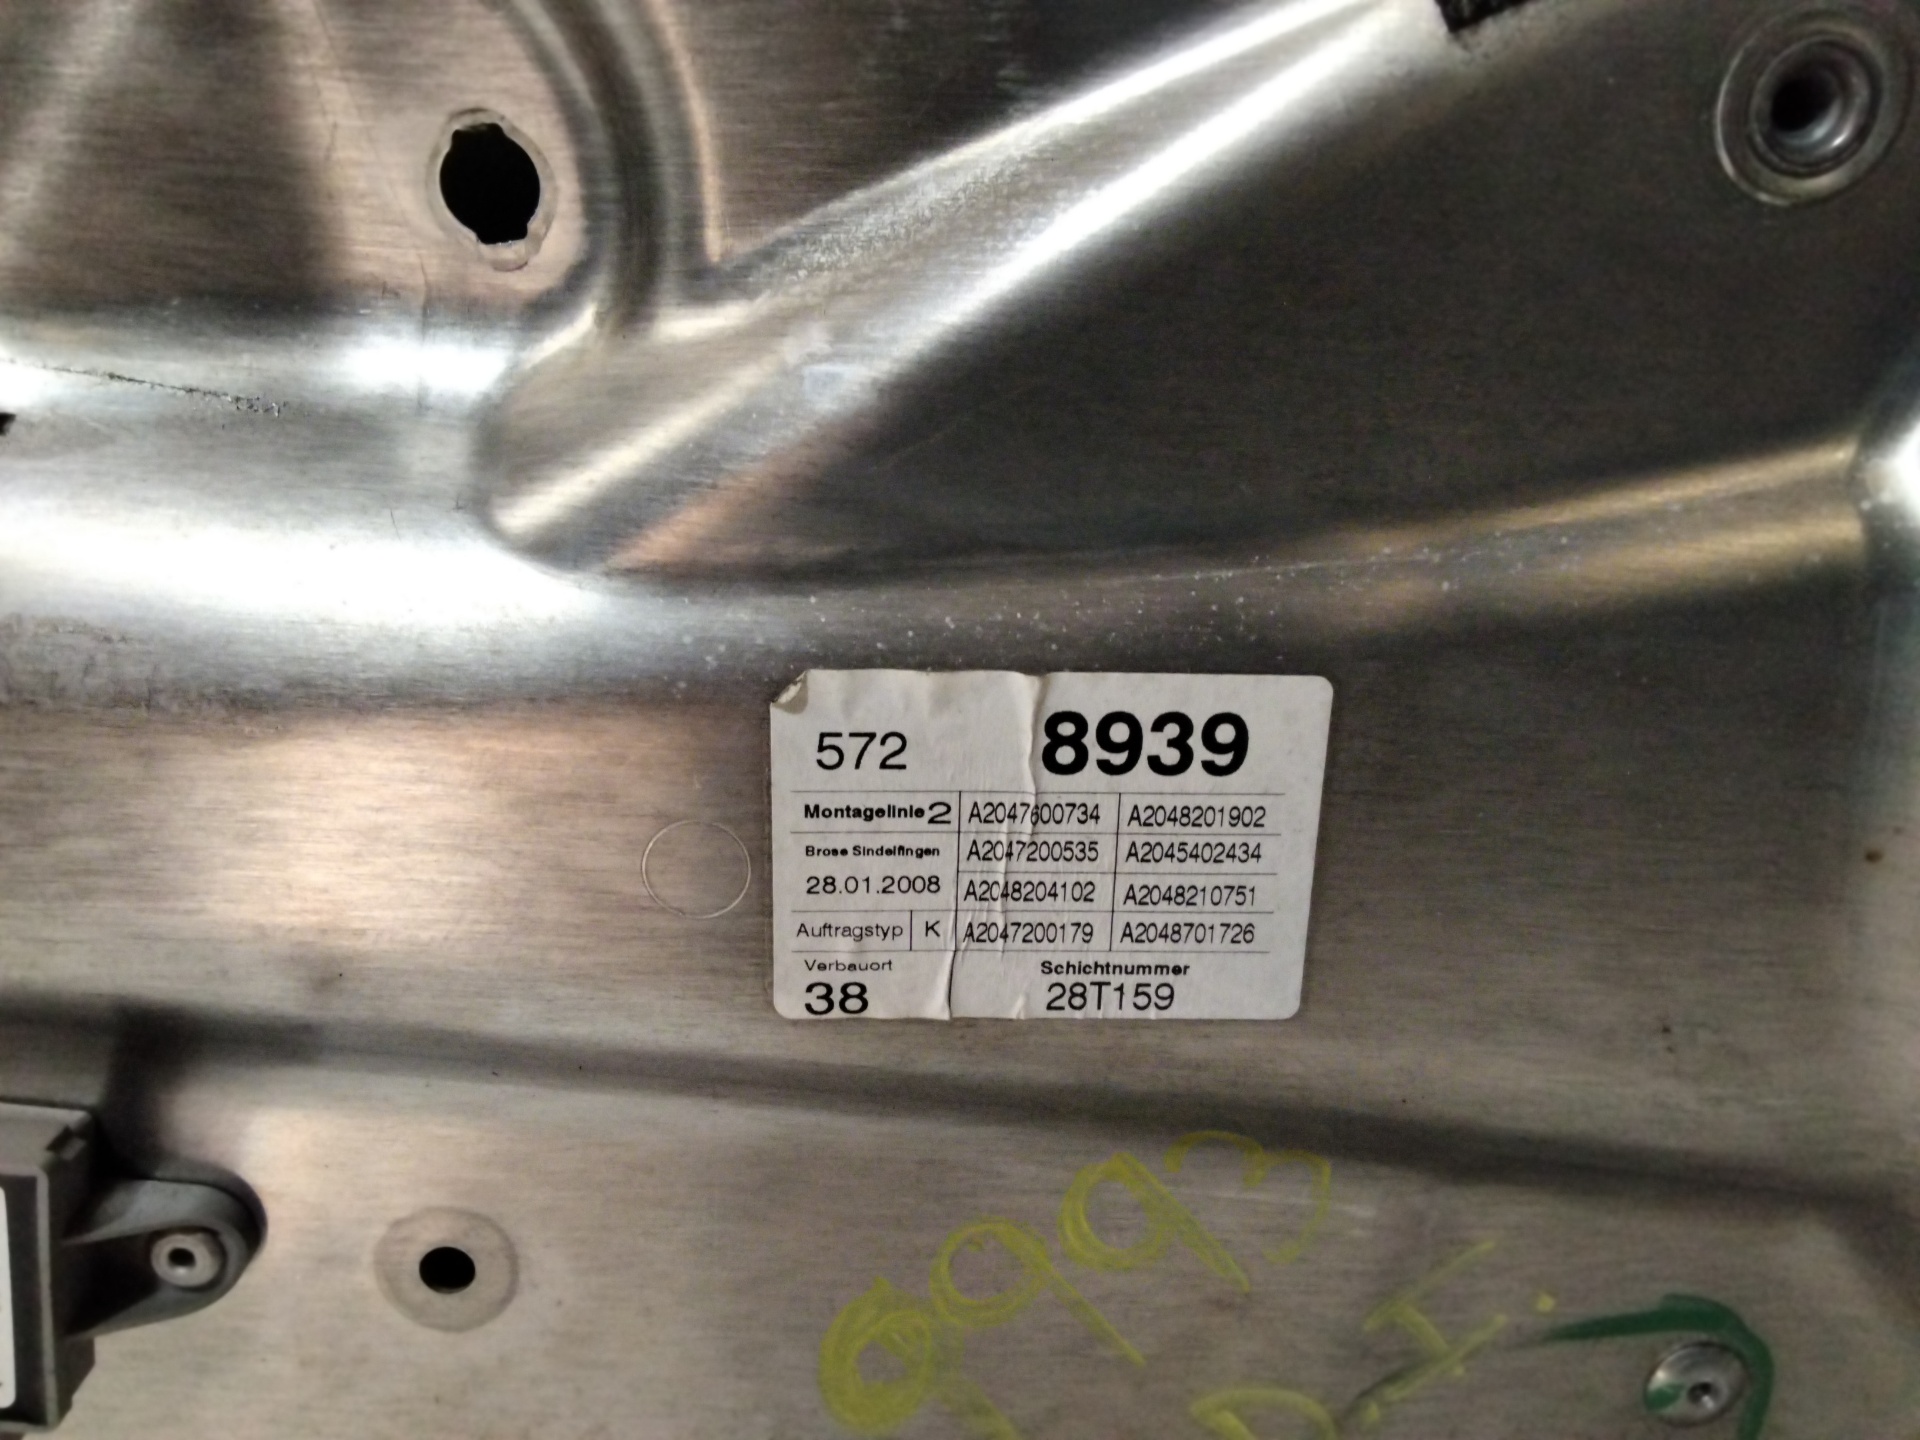 572 8939
Montagelinie 2 A2047600734 A2048201902
Brose Sindelfingen A2047200535 A2045402434
28.01.2008 A2048204102 A2048210751
Auftragstyp K A2047200179 A2048701726
Verbauort Schichtnummer
38 28T159
9993
D.I.